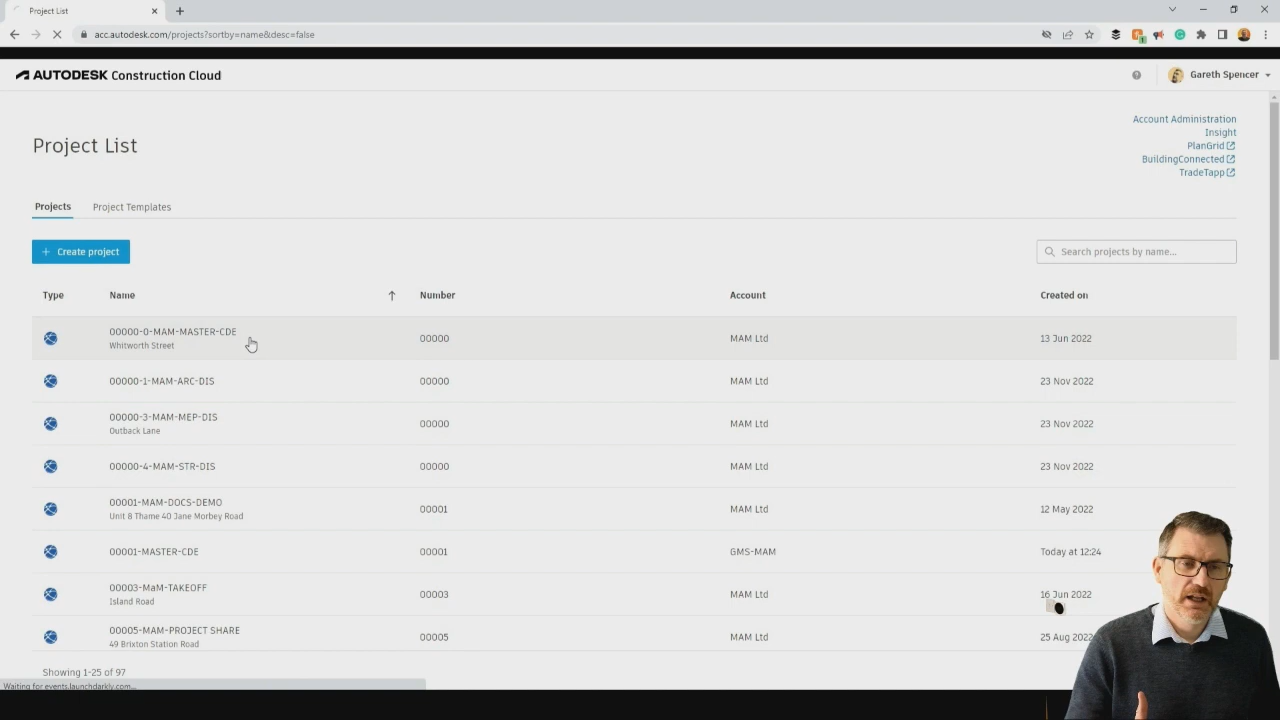 Project List
acc.autodesk.com/projects?sortby=name&desc=false
1
AUTODESK Construction Cloud
Gareth Spencer
Project List
Account Administration
Insight
PlanGrid
BuildingConnected
TradeTapp
Projects Project Templates
+ Create project
Search projects by name...
Type Name Number Account Created on
00000-0-MAM-MASTER-CDE
Whitworth Street
00000 MAM Ltd 13 Jun 2022
00000-1-MAM-ARC-DIS 00000 MAM Ltd 23 Nov 2022
00000-3-MAM-MEP-DIS
Outback Lane
00000 MAM Ltd 23 Nov 2022
00000-4-MAM-STR-DIS 00000 MAM Ltd 23 Nov 2022
00001-MAM-DOCS-DEMO
Unit 8 Thame 40 Jane Morbey Road
00001 MAM Ltd 12 May 2022
00001-MASTER-CDE 00001 GMS-MAM Today at 12:24
00003-MaM-TAKEOFF
Island Road
00003 MAM Ltd 16 Jun 2022
00005-MAM-PROJECT SHARE
49 Brixton Station Road
00005 MAM Ltd 25 Aug 2022
Showing 1-25 of 97
Waiting for events.launchdarkly.com...